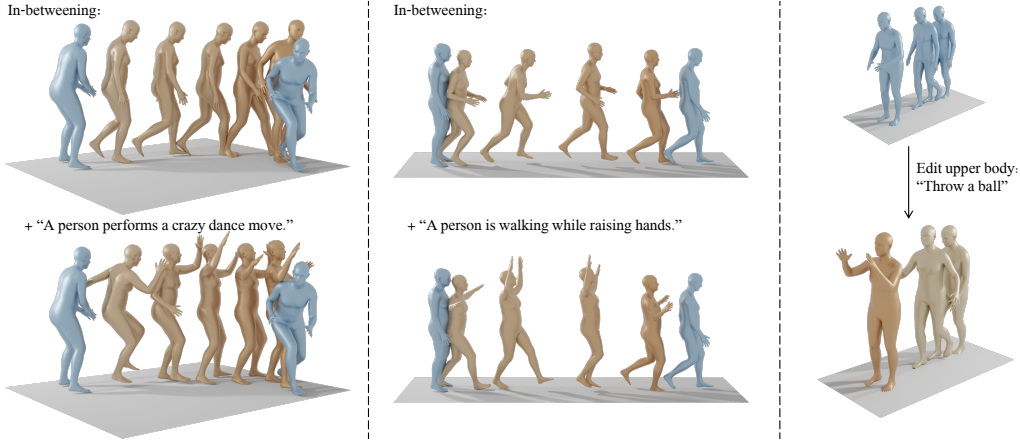 In-betweening:
+ “A person performs a crazy dance move.”
In-betweening:
+ “A person is walking while raising hands.”
Edit upper body:
“Throw a ball”